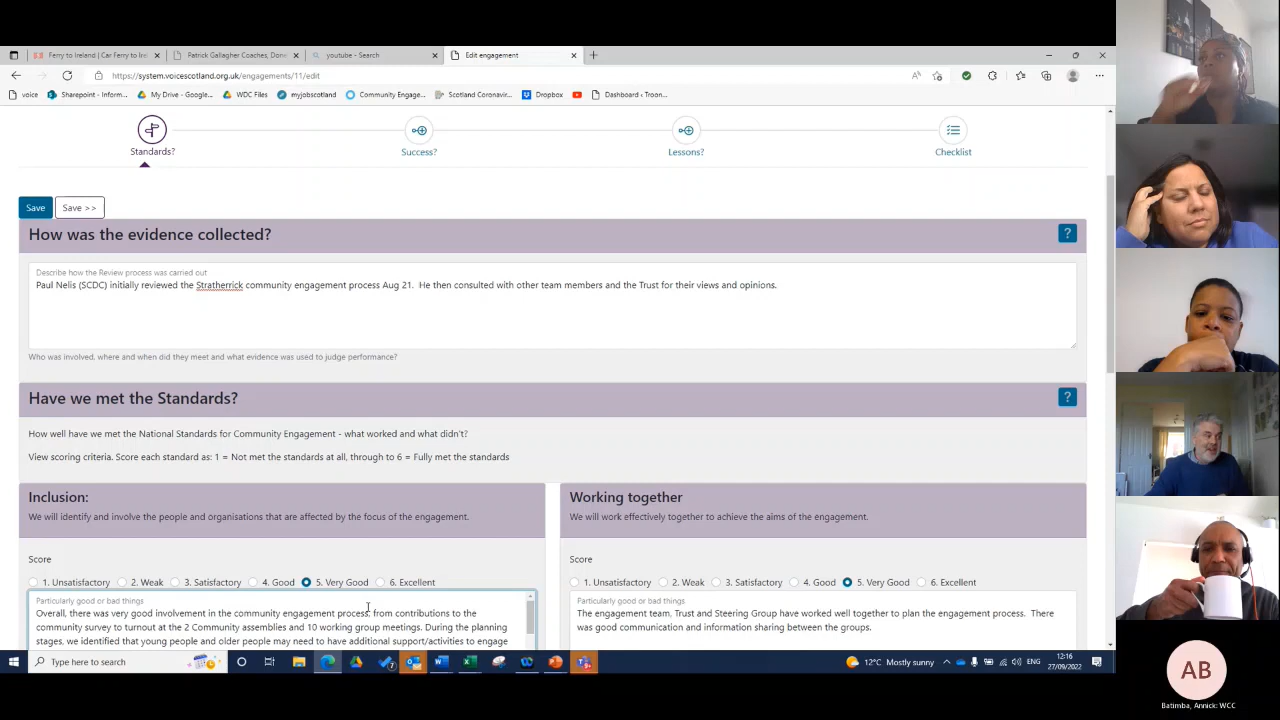 Ferry to Ireland | Car Ferry to Ire
Patrick Gallagher Coaches, Don
youtube - Search
Edit engagement
https://system.voicescotland.org.uk/engagements/11/edit
voice
Sharepoint - Inform...
My Drive - Google...
WDC Files
myjobscotland
Community Engage...
Scotland Coronavir...
Dropbox
Dashboard ‹ Troon...
Standards?
Success?
Lessons?
Checklist
Save
Save >>
How was the evidence collected?
?
Describe how the Review process was carried out
Paul Nelis (SCDC) initially reviewed the Stratherrick community engagement process Aug 21. He then consulted with other team members and the Trust for their views and opinions.
Who was involved, where and when did they meet and what evidence was used to judge performance?
Have we met the Standards?
?
How well have we met the National Standards for Community Engagement - what worked and what didn't?
View scoring criteria. Score each standard as: 1 = Not met the standards at all, through to 6 = Fully met the standards
Inclusion:
We will identify and involve the people and organisations that are affected by the focus of the engagement.
Score
1. Unsatisfactory 2. Weak 3. Satisfactory 4. Good 5. Very Good 6. Excellent
Particularly good or bad things
Overall, there was very good involvement in the community engagement process; from contributions to the
community survey to turnout at the 2 Community assemblies and 10 working group meetings. During the planning
stages, we identified that young people and older people may need to have additional support/activities to engage
Working together
We will work effectively together to achieve the aims of the engagement.
Score
1. Unsatisfactory 2. Weak 3. Satisfactory 4. Good 5. Very Good 6. Excellent
Particularly good or bad things
The engagement team, Trust and Steering Group have worked well together to plan the engagement process. There
was good communication and information sharing between the groups.
Type here to search
12°C Mostly sunny
ENG
12:16
27/09/2022
AB
Batimba, Annick: WCC